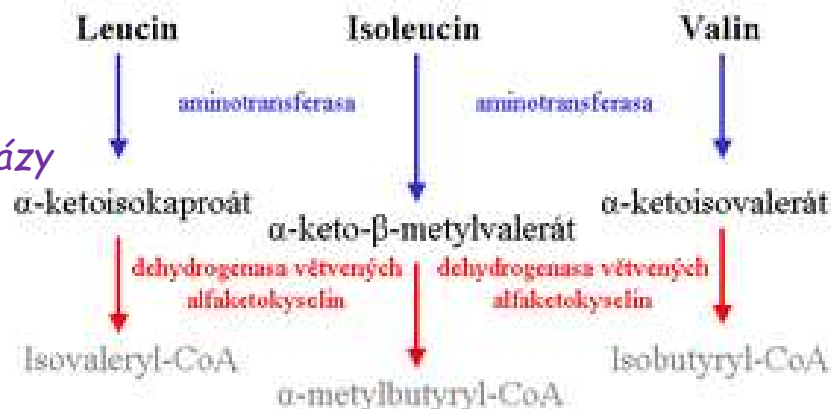 Leucin Isoleucin Valin
aminotransferasa aminotransferasa
ázy
α-ketoisokaproát α-keto-β-metylvalerát α-ketoisovalerát
dehydrogenasa větvených dehydrogenasa větvených
alfaketokyselin alfaketokyselin
Isovaleryl-CoA α-metylbutyryl-CoA Isobutyryl-CoA